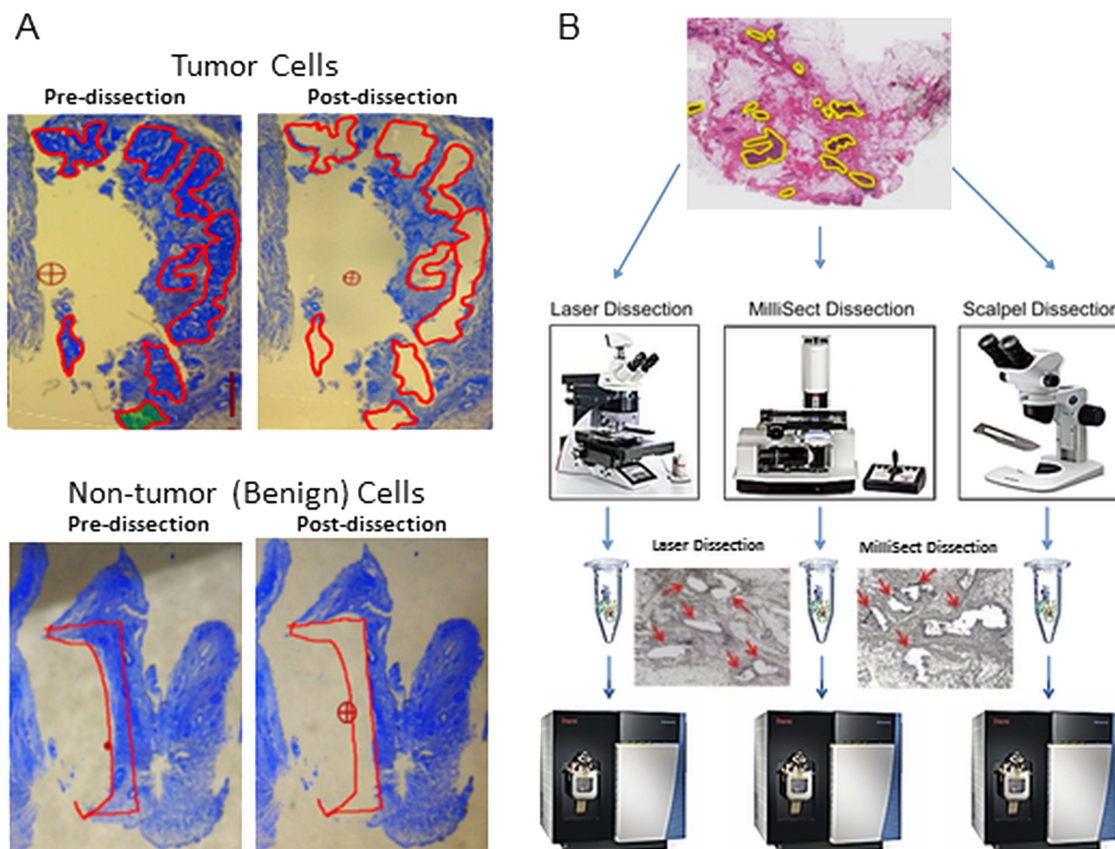 A
Tumor Cells
Pre-dissection Post-dissection
Non-tumor (Benign) Cells
Pre-dissection Post-dissection
B
Laser Dissection MilliSect Dissection Scalpel Dissection
Laser Dissection MilliSect Dissection